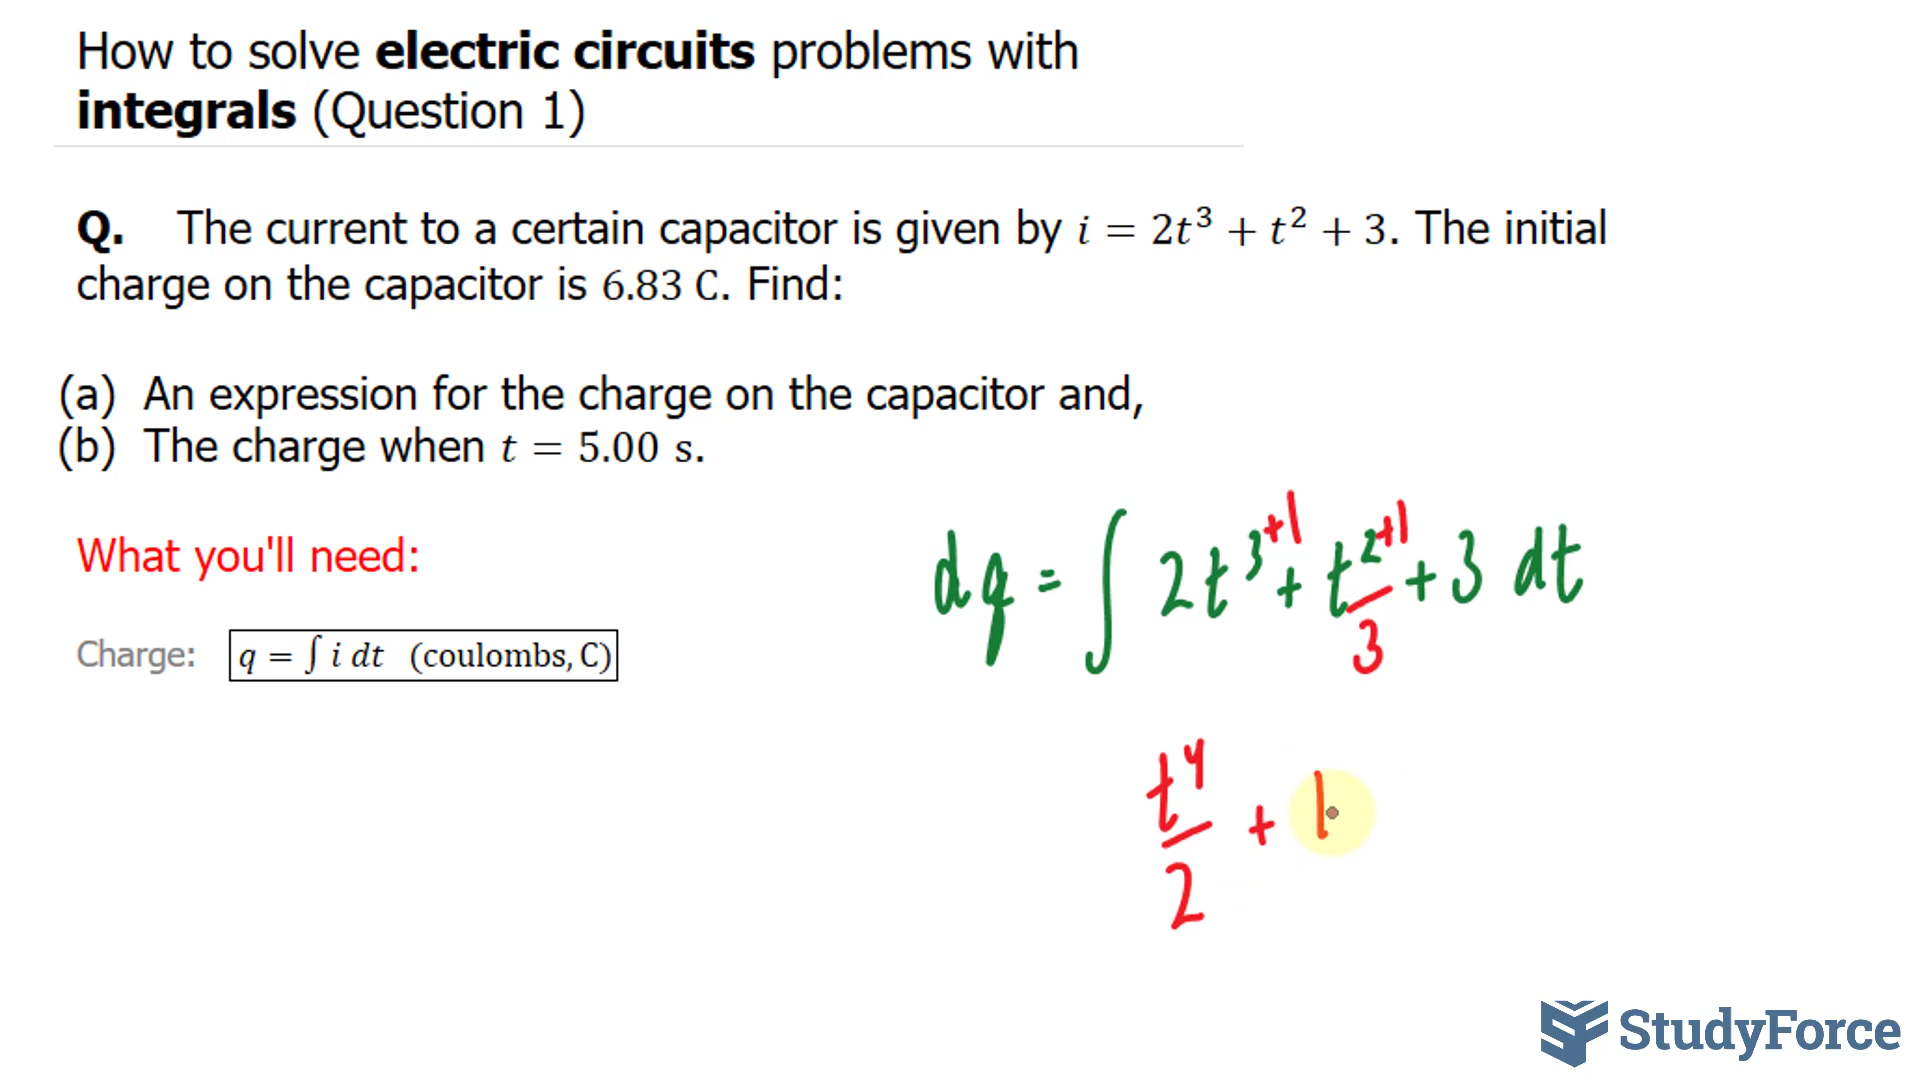 How to solve electric circuits problems with
integrals (Question 1)
Q. The current to a certain capacitor is given by i = 2t³ + t² + 3. The initial
charge on the capacitor is 6.83 C. Find:
(a) An expression for the charge on the capacitor and,
(b) The charge when t = 5.00 s.
What you'll need:
Charge: q = ∫ i dt (coulombs, C)
dq = ∫ 2t³⁺¹ + t²⁺¹/3 + 3 dt
t⁴/2 + 1
StudyForce